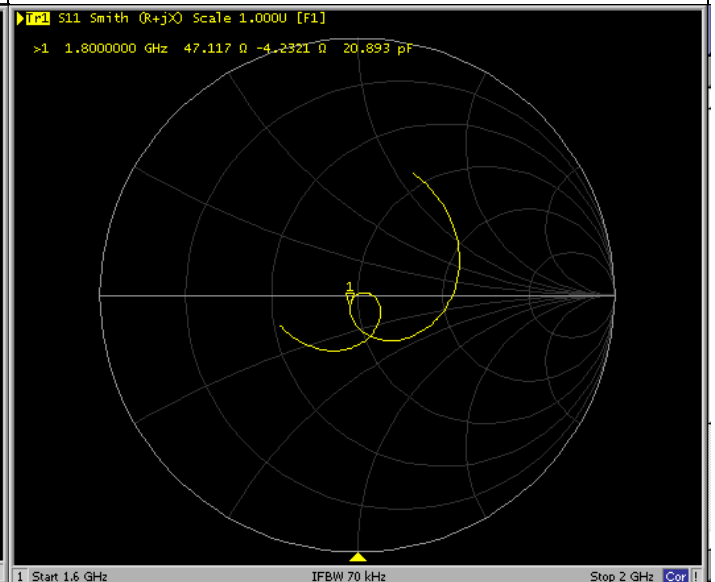 Tr1 S11 Smith (R+jX) Scale 1.000U [F1]
>1 1.8000000 GHz 47.117 Ω -4.2321 Ω 20.893 pF
1
1 Start 1.6 GHz IFBW 70 kHz Stop 2 GHz Cor !